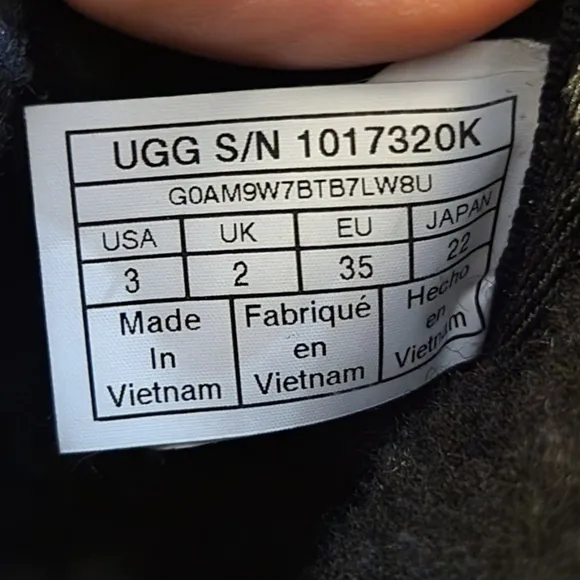 UGG S/N 1017320K
G0AM9W7BTB7LW8U
USA UK EU JAPAN
3 2 35 22
Made In Vietnam
Fabriqué en Vietnam
Hecho en Vietnam